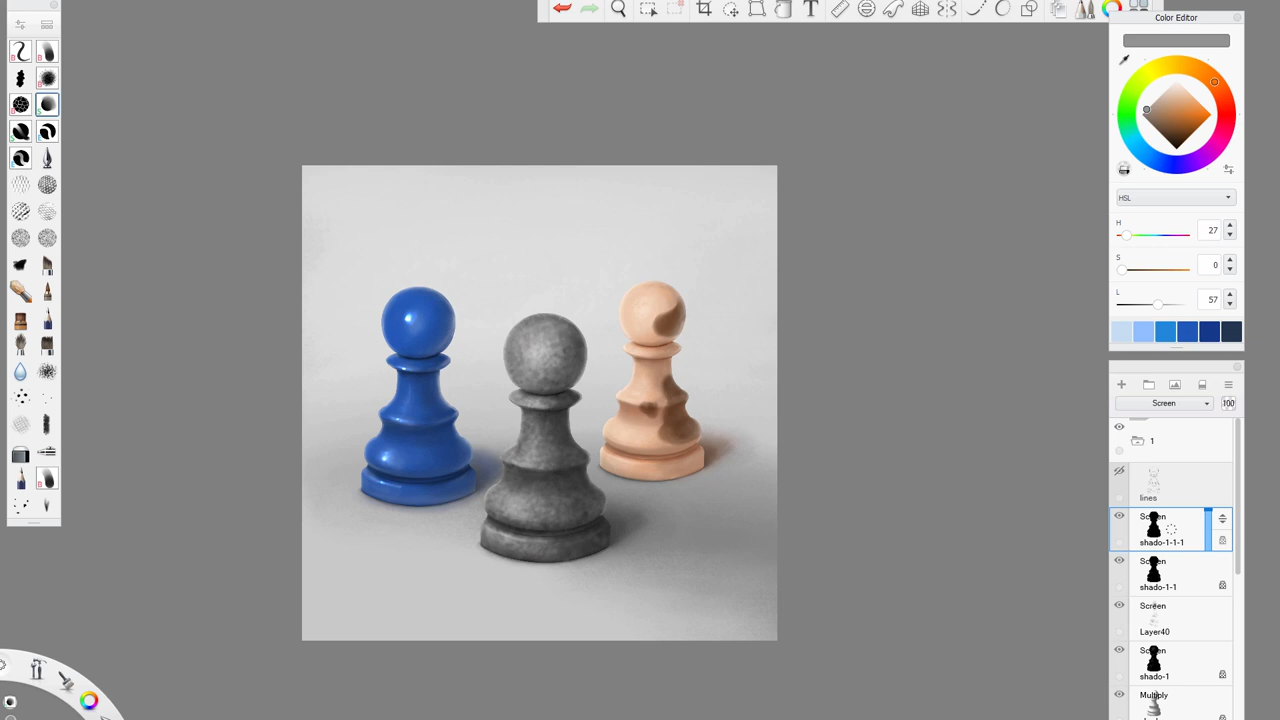 Color Editor
HSL
H
27
S
0
L
57
Screen
100
1
lines
Screen
shado-1-1-1
Screen
shado-1-1
Screen
Layer40
Screen
shado-1
Multiply